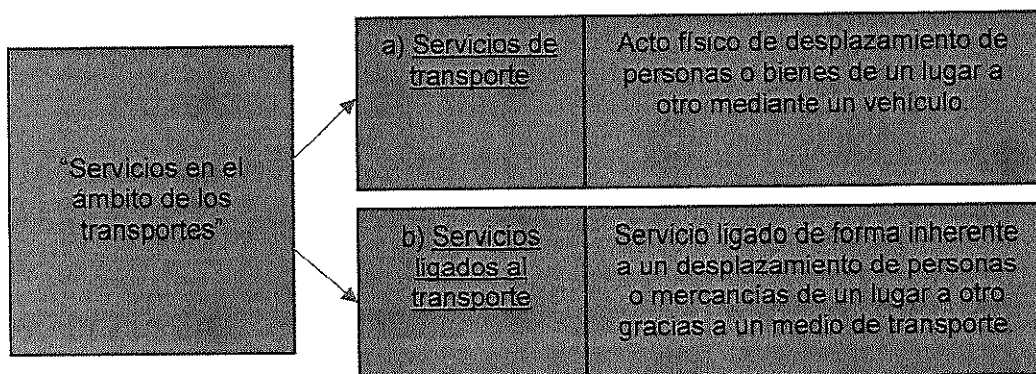 "Servicios en el
ámbito de los
transportes"
a) Servicios de
transporte
Acto físico de desplazamiento de
personas o bienes de un lugar a
otro mediante un vehículo.
b) Servicios
ligados al
transporte
Servicio ligado de forma inherente
a un desplazamiento de personas
o mercancías de un lugar a otro
gracias a un medio de transporte.